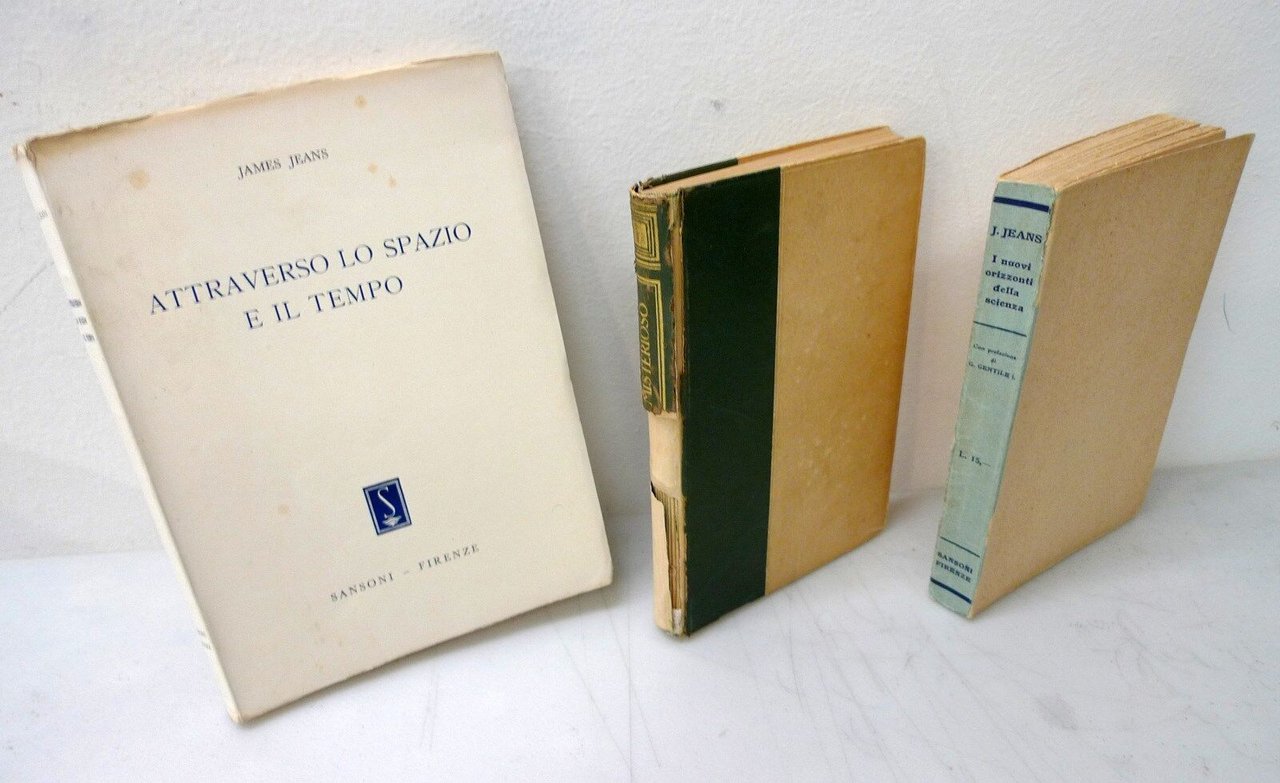 JAMES JEANS
ATTRAVERSO LO SPAZIO
E IL TEMPO
S
SANSONI - FIRENZE
MISTERIOSO
J. JEANS
I nuovi
orizzonti
della
scienza
Con prefazione
di
G. GENTILE j.
L. 15,—
SANSONI
FIRENZE